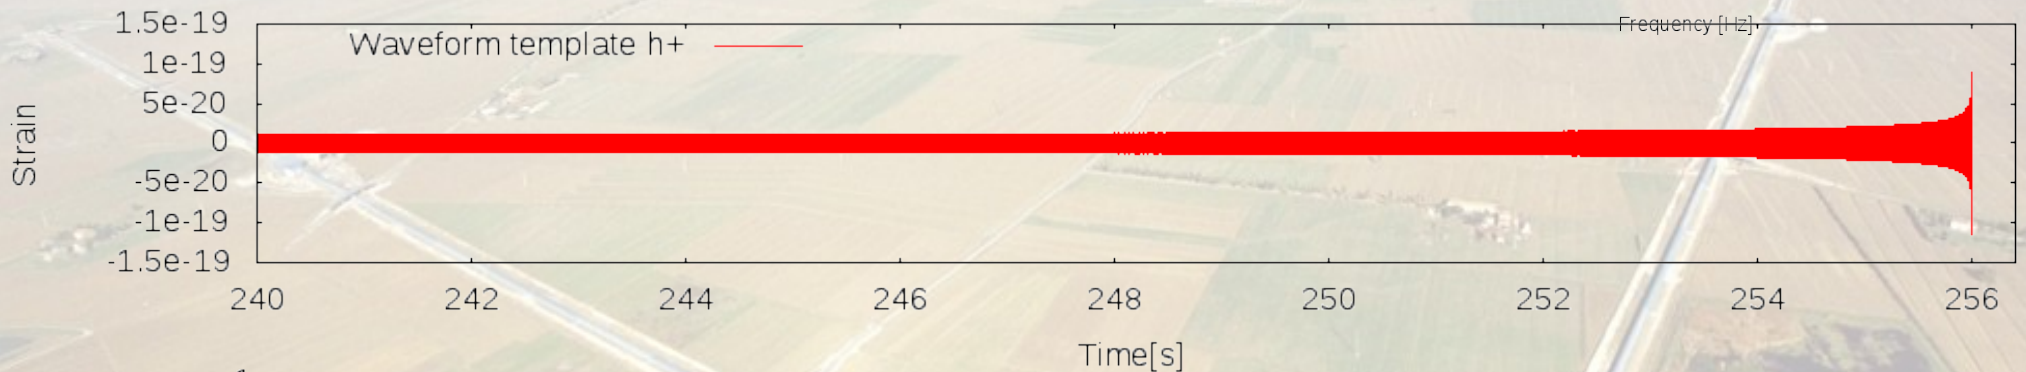 1.5e-19
Frequency [Hz]
Waveform template h+
1e-19
5e-20
0
-5e-20
-1e-19
-1.5e-19
Strain
240 242 244 246 248 250 252 254 256
Time[s]